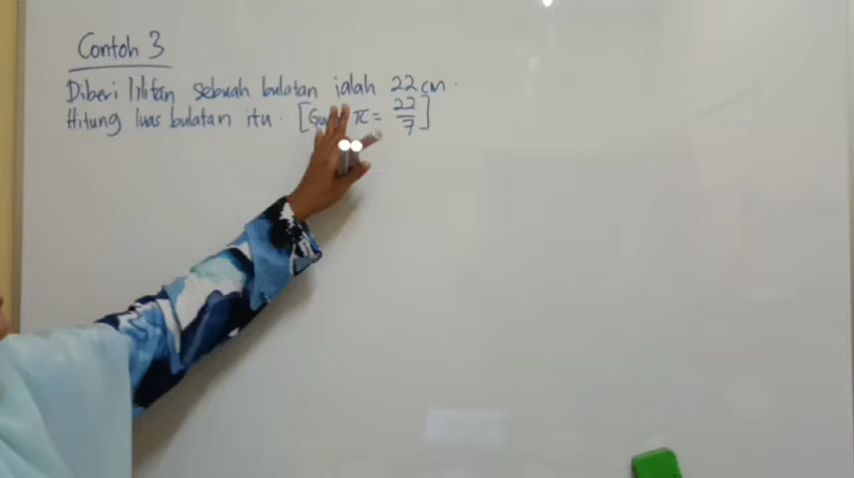 Contoh 3
Diberi lilitan sebuah bulatan ialah 22 cm.
Hitung luas bulatan itu. [ π = 22/7 ]